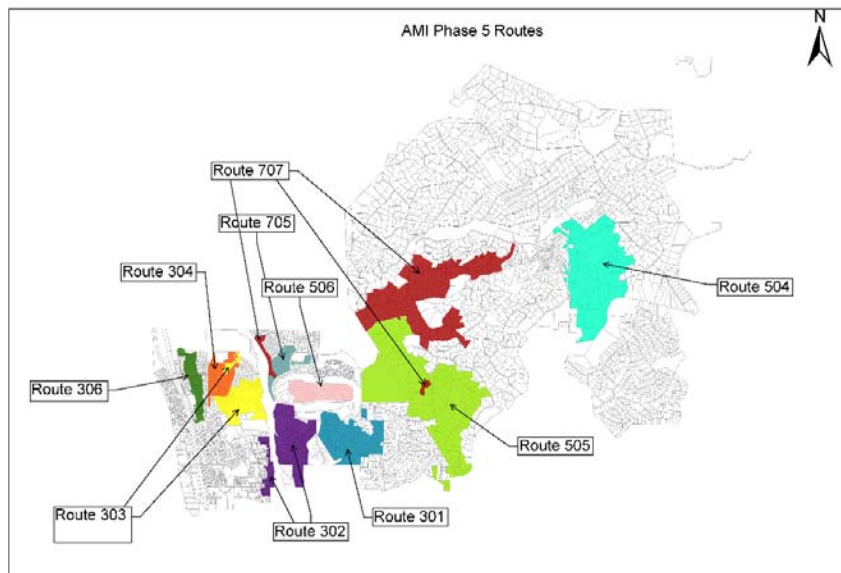 AMI Phase 5 Routes
N
Route 707
Route 705
Route 304
Route 506
Route 504
Route 306
Route 505
Route 303
Route 301
Route 302